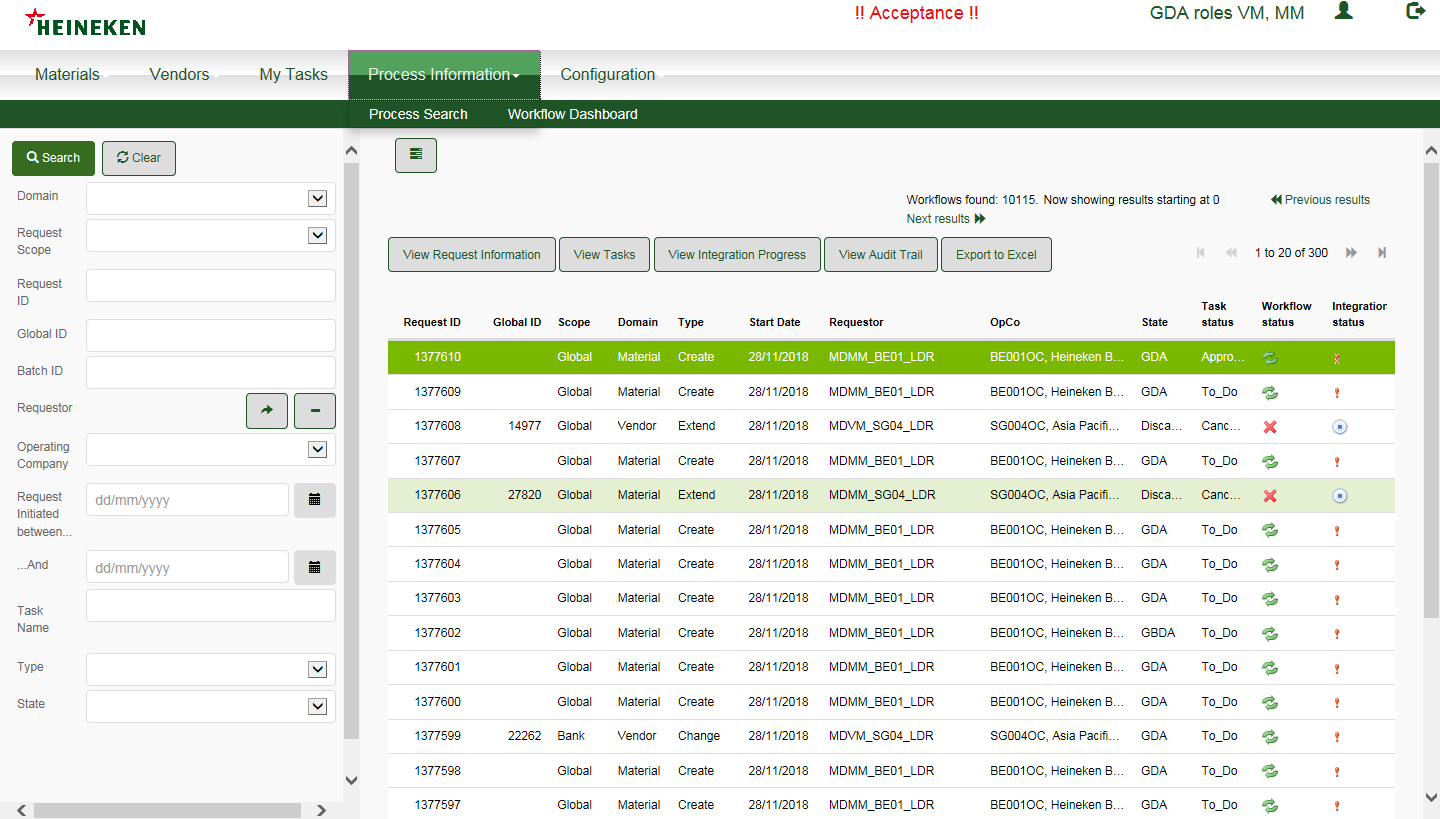 HEINEKEN
!! Acceptance !!
GDA roles VM, MM
Materials Vendors My Tasks Process Information Configuration
Process Search Workflow Dashboard
Search Clear
Domain
Request Scope
Request ID
Global ID
Batch ID
Requestor
Operating Company
Request Initiated between...
dd/mm/yyyy
...And
dd/mm/yyyy
Task Name
Type
State
Workflows found: 10115. Now showing results starting at 0 Previous results
Next results
View Request Information View Tasks View Integration Progress View Audit Trail Export to Excel
1 to 20 of 300
Request ID Global ID Scope Domain Type Start Date Requestor OpCo State Task status Workflow status Integration status
1377610 Global Material Create 28/11/2018 MDMM_BE01_LDR BE001OC, Heineken B... GDA Appro...
1377609 Global Material Create 28/11/2018 MDMM_BE01_LDR BE001OC, Heineken B... GDA To_Do
1377608 14977 Global Vendor Extend 28/11/2018 MDVM_SG04_LDR SG004OC, Asia Pacifi... Disca... Canc...
1377607 Global Material Create 28/11/2018 MDMM_BE01_LDR BE001OC, Heineken B... GDA To_Do
1377606 27820 Global Material Extend 28/11/2018 MDMM_SG04_LDR SG004OC, Asia Pacifi... Disca... Canc...
1377605 Global Material Create 28/11/2018 MDMM_BE01_LDR BE001OC, Heineken B... GDA To_Do
1377604 Global Material Create 28/11/2018 MDMM_BE01_LDR BE001OC, Heineken B... GDA To_Do
1377603 Global Material Create 28/11/2018 MDMM_BE01_LDR BE001OC, Heineken B... GDA To_Do
1377602 Global Material Create 28/11/2018 MDMM_BE01_LDR BE001OC, Heineken B... GBDA To_Do
1377601 Global Material Create 28/11/2018 MDMM_BE01_LDR BE001OC, Heineken B... GDA To_Do
1377600 Global Material Create 28/11/2018 MDMM_BE01_LDR BE001OC, Heineken B... GDA To_Do
1377599 22262 Bank Vendor Change 28/11/2018 MDVM_SG04_LDR SG004OC, Asia Pacifi... GDA To_Do
1377598 Global Material Create 28/11/2018 MDMM_BE01_LDR BE001OC, Heineken B... GDA To_Do
1377597 Global Material Create 28/11/2018 MDMM_BE01_LDR BE001OC, Heineken B... GDA To_Do